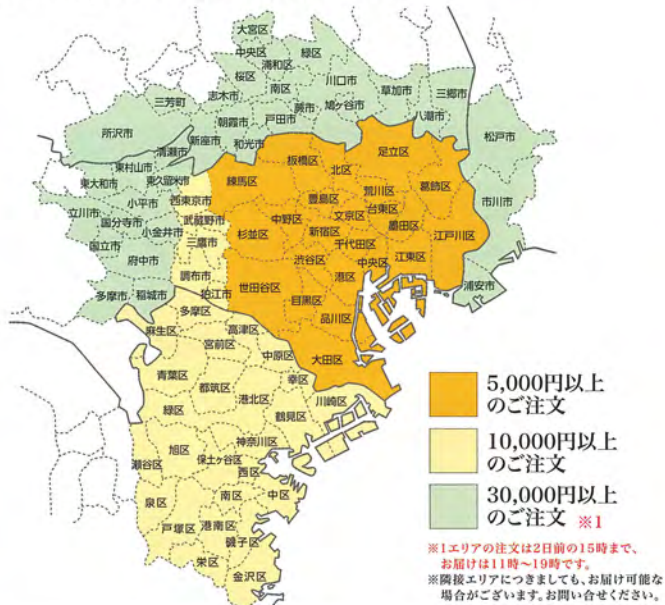 大宮区
中央区
緑区
浦和区
桜区
川口市
志木市
南区
草加市
三郷市
三芳町
蕨市
鳩ヶ谷市
朝霞市
戸田市
八潮市
所沢市
新座市
和光市
松戸市
清瀬市
足立区
板橋区
北区
東村山市
東久留米市
練馬区
葛飾区
東大和市
西東京市
豊島区
荒川区
市川市
小平市
台東区
立川市
武蔵野市
中野区
文京区
国分寺市
墨田区
江戸川区
小金井市
杉並区
新宿区
国立市
三鷹市
千代田区
府中市
渋谷区
中央区
江東区
調布市
港区
浦安市
世田谷区
多摩市
稲城市
狛江市
目黒区
多摩区
品川区
麻生区
高津区
宮前区
中原区
大田区
青葉区
幸区
都筑区
川崎区
緑区
港北区
鶴見区
神奈川区
旭区
保土ヶ谷区
瀬谷区
西区
泉区
南区
中区
戸塚区
港南区
磯子区
栄区
金沢区
5,000円以上
のご注文
10,000円以上
のご注文
30,000円以上
のご注文 ※1
※1エリアの注文は2日前の15時まで、
お届けは11時〜19時です。
※隣接エリアにつきましても、お届け可能な
場合がございます。お問い合せください。